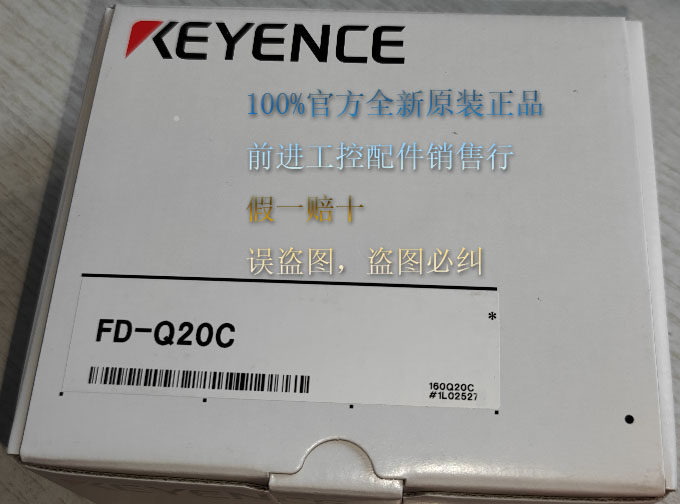 KEYENCE
100%官方全新原装正品
前进工控配件销售行
假一赔十
误盗图，盗图必纠
*
FD-Q20C
160Q20C
#1L02527